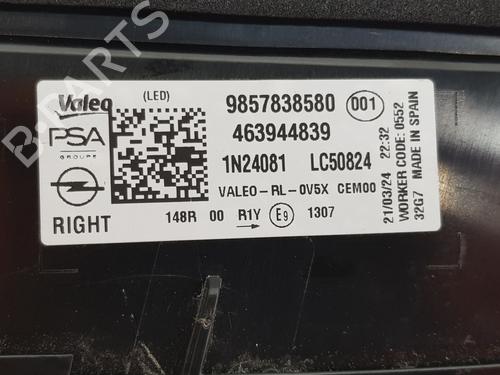 Valeo
(LED)
PSA
GROUPE
RIGHT
9857838580 001
463944839
1N24081 LC50824
VALEO-RL-0V5X CEM00
148R 00 R1Y E9 1307
21/03/24 22:32
WORKER CODE: 0552
32G7 MADE IN SPAIN
B-PARTS